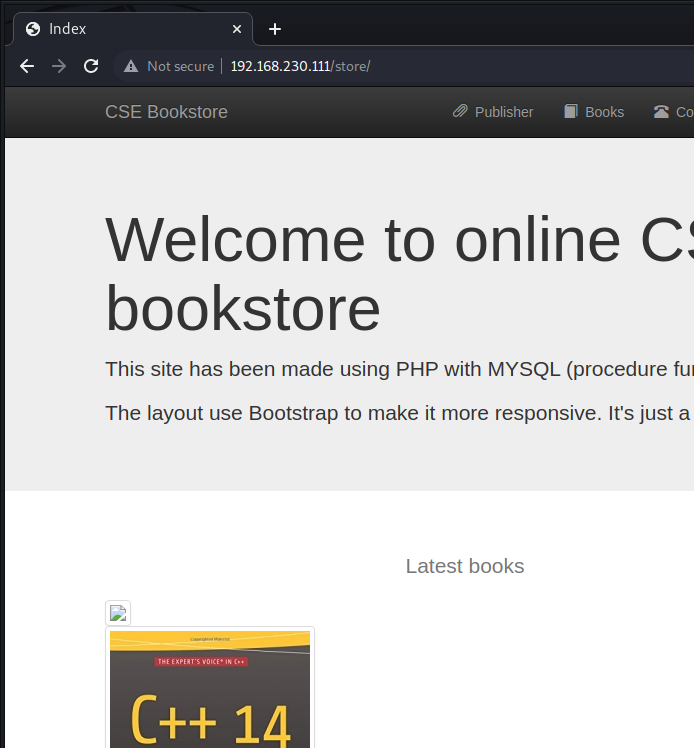 Index
Not secure | 192.168.230.111/store/
CSE Bookstore Publisher Books Co
Welcome to online CS
bookstore
This site has been made using PHP with MYSQL (procedure fu
The layout use Bootstrap to make it more responsive. It's just a
Latest books
Copyrighted Material
THE EXPERT'S VOICE® IN C++
C++ 14